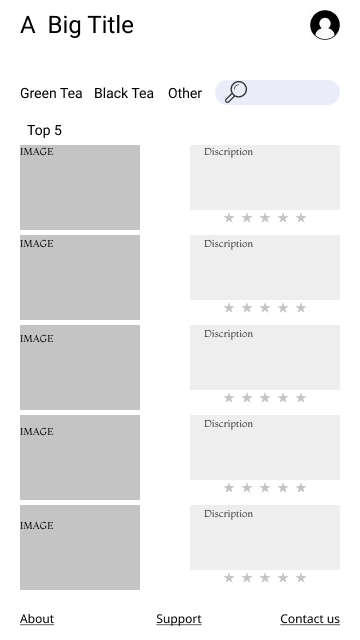 A Big Title
Green Tea Black Tea Other
Top 5
IMAGE
Discription
IMAGE
Discription
IMAGE
Discription
IMAGE
Discription
IMAGE
Discription
About Support Contact us